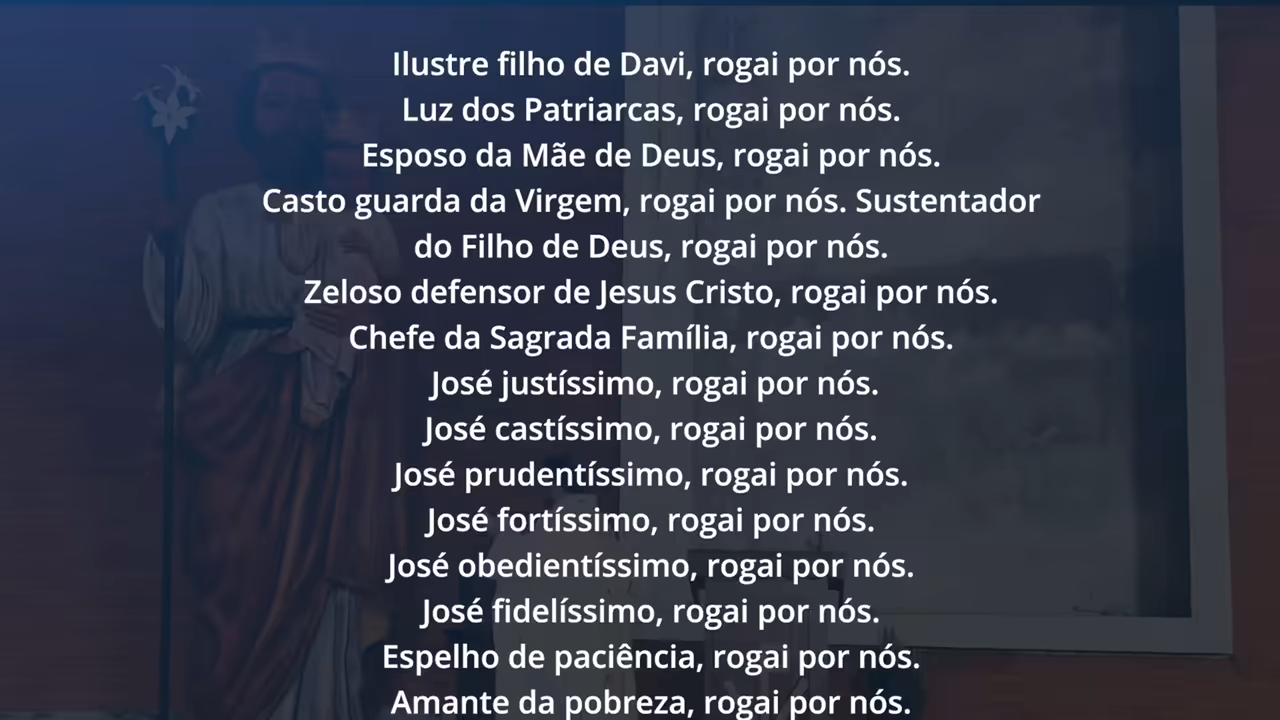 Ilustre filho de Davi, rogai por nós.
Luz dos Patriarcas, rogai por nós.
Esposo da Mãe de Deus, rogai por nós.
Casto guarda da Virgem, rogai por nós. Sustentador
do Filho de Deus, rogai por nós.
Zeloso defensor de Jesus Cristo, rogai por nós.
Chefe da Sagrada Família, rogai por nós.
José justíssimo, rogai por nós.
José castíssimo, rogai por nós.
José prudentíssimo, rogai por nós.
José fortíssimo, rogai por nós.
José obedientíssimo, rogai por nós.
José fidelíssimo, rogai por nós.
Espelho de paciência, rogai por nós.
Amante da pobreza, rogai por nós.